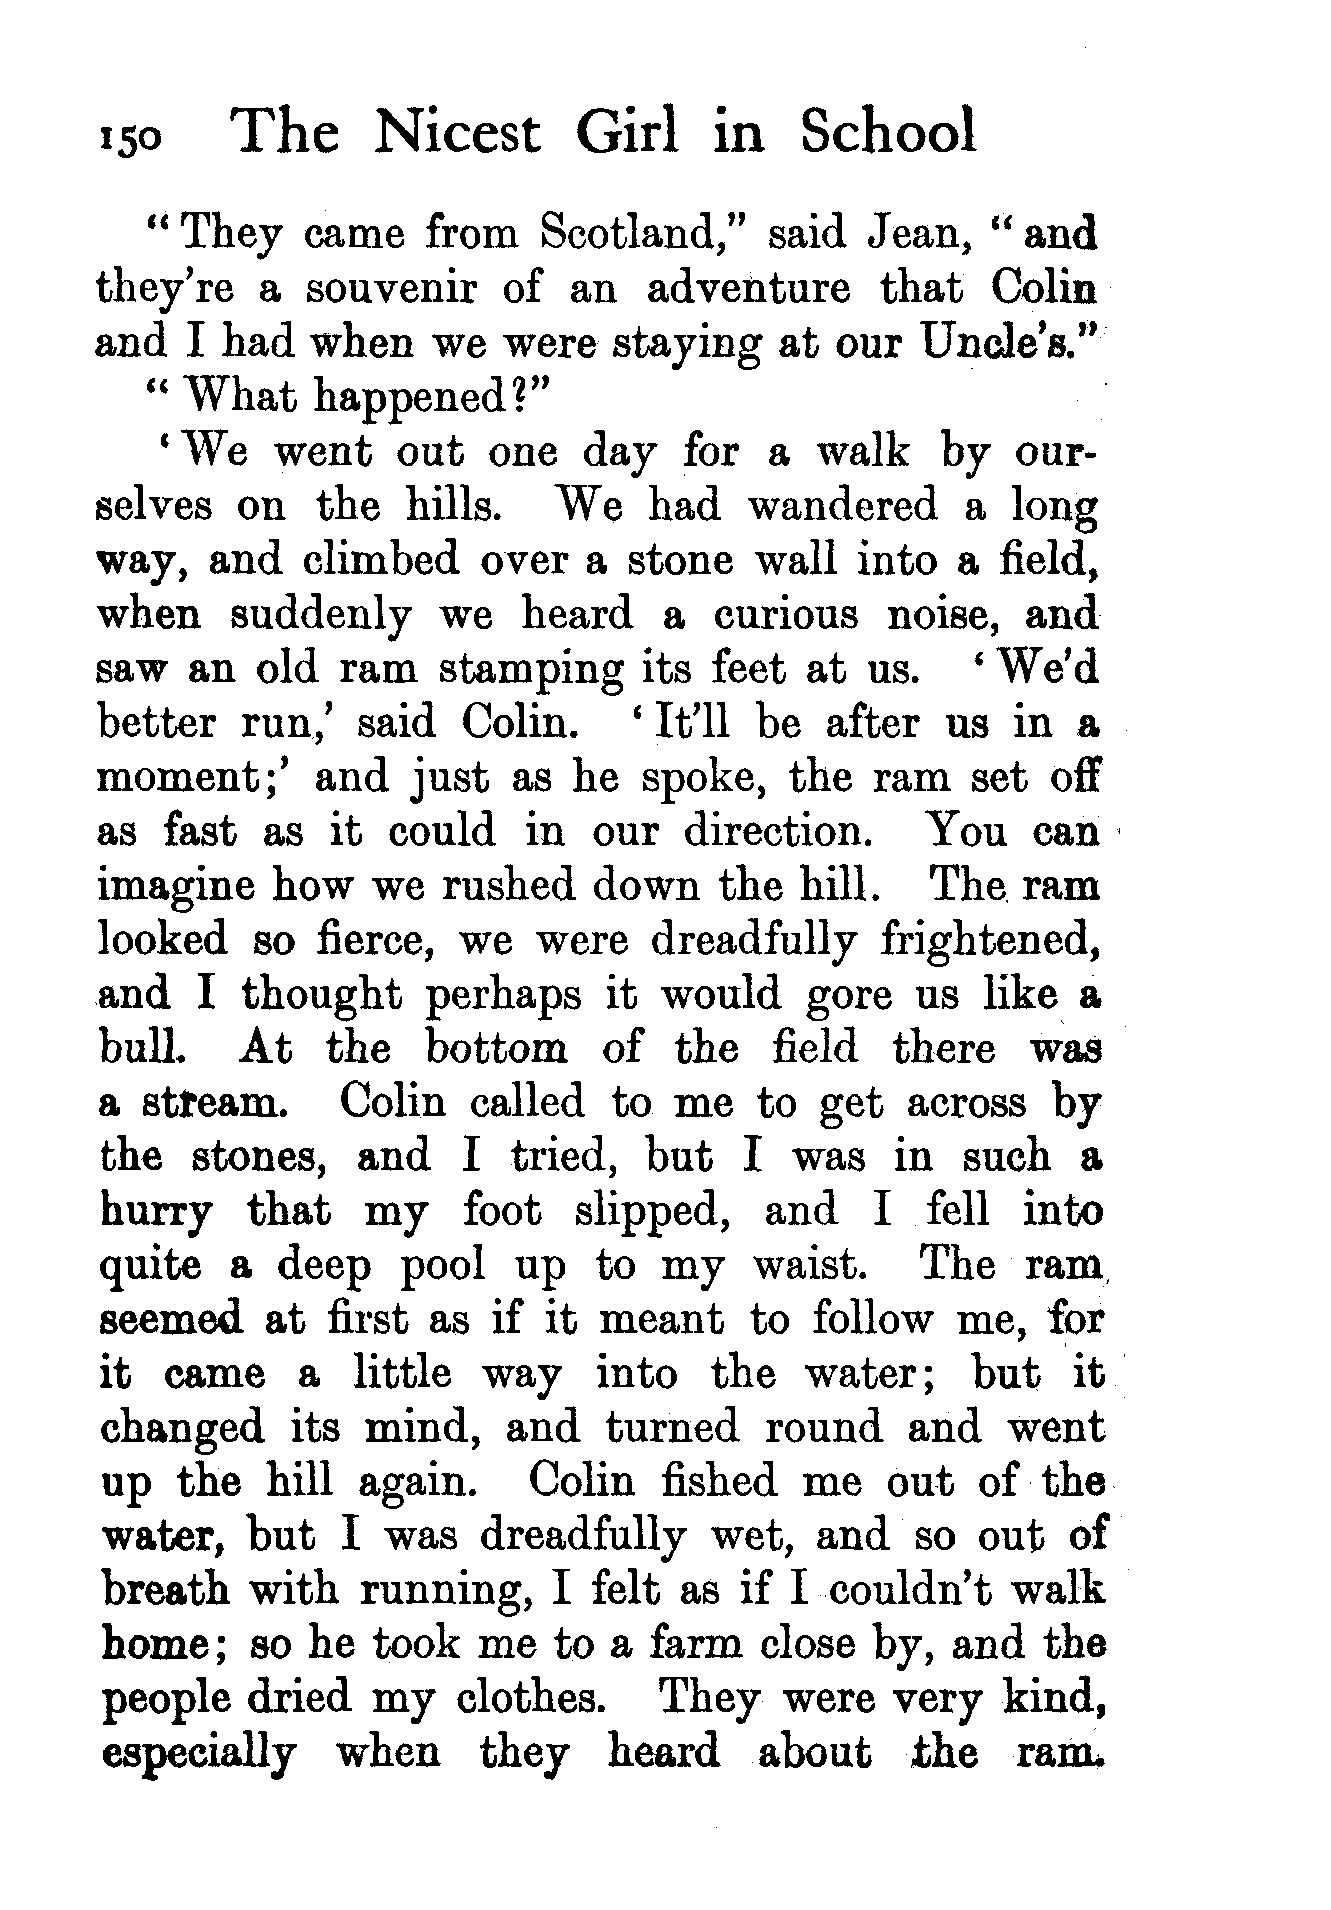 150 The Nicest Girl in School
“ They came from Scotland,” said Jean, “ and
they’re a souvenir of an adventure that Colin
and I had when we were staying at our Uncle’s.”
“ What happened?”
‘ We went out one day for a walk by our-
selves on the hills. We had wandered a long
way, and climbed over a stone wall into a field,
when suddenly we heard a curious noise, and
saw an old ram stamping its feet at us. ‘ We’d
better run,’ said Colin. ‘ It’ll be after us in a
moment;’ and just as he spoke, the ram set off
as fast as it could in our direction. You can
imagine how we rushed down the hill. The ram
looked so fierce, we were dreadfully frightened,
and I thought perhaps it would gore us like a
bull. At the bottom of the field there was
a stream. Colin called to me to get across by
the stones, and I tried, but I was in such a
hurry that my foot slipped, and I fell into
quite a deep pool up to my waist. The ram
seemed at first as if it meant to follow me, for
it came a little way into the water; but it
changed its mind, and turned round and went
up the hill again. Colin fished me out of the
water, but I was dreadfully wet, and so out of
breath with running, I felt as if I couldn’t walk
home; so he took me to a farm close by, and the
people dried my clothes. They were very kind,
especially when they heard about the ram.